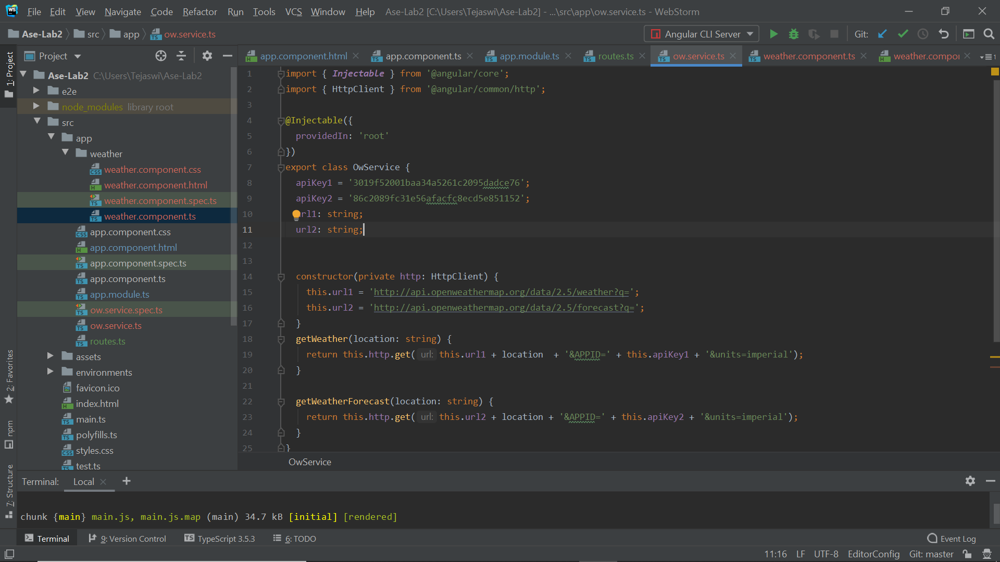 WS File Edit View Navigate Code Refactor Run Tools VCS Window Help Ase-Lab2 [C:\Users\Tejaswi\Ase-Lab2] - ...\src\app\ow.service.ts - WebStorm
Ase-Lab2 src app ow.service.ts Angular CLI Server Git:
1: Project
Project
app.component.html app.component.ts app.module.ts routes.ts ow.service.ts weather.component.ts weather.compor 1
Ase-Lab2 C:\Users\Tejaswi\Ase-Lab2
e2e
node_modules library root
src
app
weather
weather.component.css
weather.component.html
weather.component.spec.ts
weather.component.ts
app.component.css
app.component.html
app.component.spec.ts
app.component.ts
app.module.ts
ow.service.spec.ts
ow.service.ts
routes.ts
assets
environments
favicon.ico
index.html
main.ts
polyfills.ts
styles.css
test.ts
1 import { Injectable } from '@angular/core';
2 import { HttpClient } from '@angular/common/http';
3
4 @Injectable({
5 providedIn: 'root'
6 })
7 export class OwService {
8 apiKey1 = '3019f52001baa34a5261c2095dadce76';
9 apiKey2 = '86c2089fc31e56afacfc8ecd5e851152';
10 url1: string;
11 url2: string;
12
13
14 constructor(private http: HttpClient) {
15 this.url1 = 'http://api.openweathermap.org/data/2.5/weather?q=';
16 this.url2 = 'http://api.openweathermap.org/data/2.5/forecast?q=';
17 }
18 getWeather(location: string) {
19 return this.http.get( url: this.url1 + location + '&APPID=' + this.apiKey1 + '&units=imperial');
20 }
21
22 getWeatherForecast(location: string) {
23 return this.http.get( url: this.url2 + location + '&APPID=' + this.apiKey2 + '&units=imperial');
24 }
25 }
OwService
2: Favorites
npm
7: Structure
Terminal: Local
chunk {main} main.js, main.js.map (main) 34.7 kB [initial] [rendered]
Terminal 9: Version Control TypeScript 3.5.3 6: TODO Event Log
11:16 LF UTF-8 EditorConfig Git: master